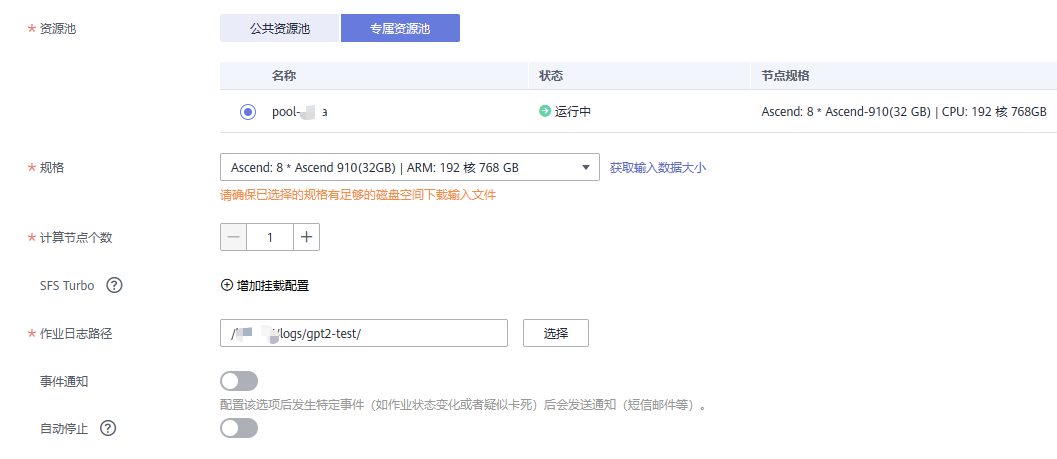 * 资源池 公共资源池 专属资源池
名称 状态 节点规格
pool- a 运行中 Ascend: 8 * Ascend-910(32 GB) | CPU: 192 核 768GB
* 规格 Ascend: 8 * Ascend 910(32GB) | ARM: 192 核 768 GB 获取输入数据大小
请确保已选择的规格有足够的磁盘空间下载输入文件
* 计算节点个数 — 1 +
SFS Turbo ? 增加挂载配置
* 作业日志路径 / /logs/gpt2-test/ 选择
事件通知
配置该选项后发生特定事件（如作业状态变化或者疑似卡死）后会发送通知（短信邮件等）。
自动停止 ?